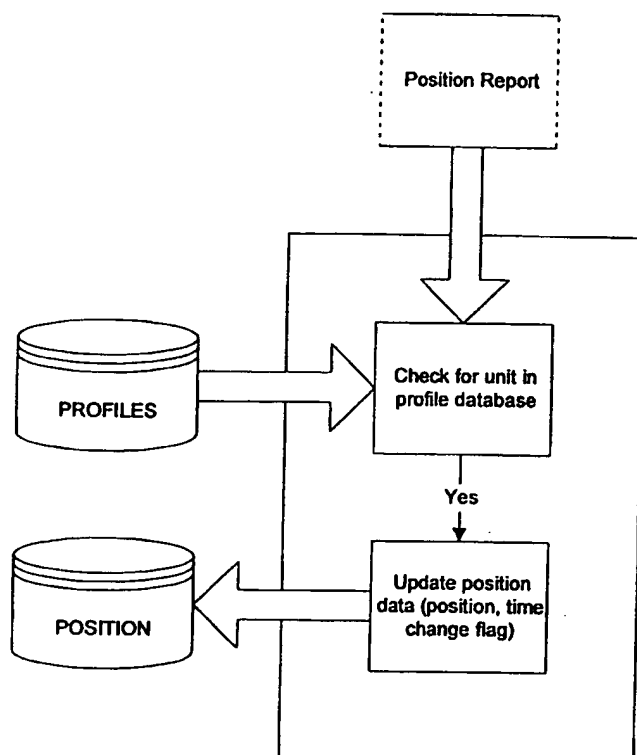 Position Report
Check for unit in
profile database
PROFILES
Yes
Update position
data (position, time
change flag)
POSITION